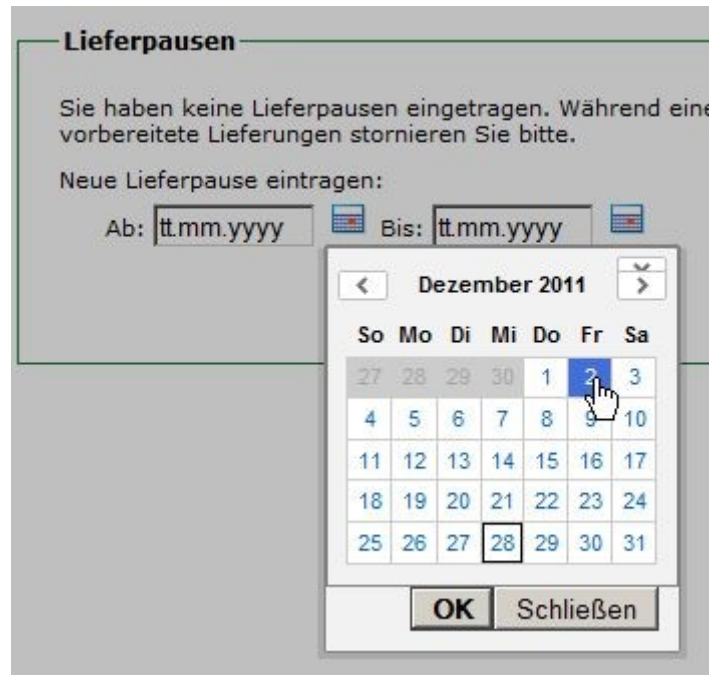 Lieferpausen
Sie haben keine Lieferpausen eingetragen. Während eine
vorbereitete Lieferungen stornieren Sie bitte.
Neue Lieferpause eintragen:
Ab: tt.mm.yyyy Bis: tt.mm.yyyy
< Dezember 2011 >
So Mo Di Mi Do Fr Sa
27 28 29 30 1 2 3
4 5 6 7 8 9 10
11 12 13 14 15 16 17
18 19 20 21 22 23 24
25 26 27 28 29 30 31
OK Schließen